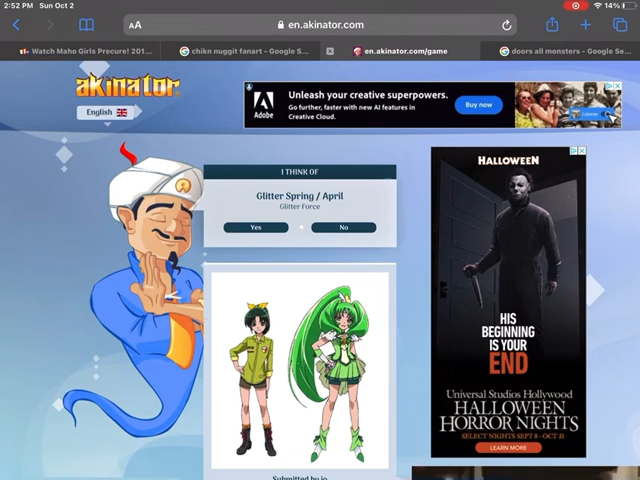 2:52 PM Sun Oct 2
14%
AA
en.akinator.com
Watch Maho Girls Precure! 201...
chikn nuggit fanart - Google S...
en.akinator.com/game
doors all monsters - Google Se...
akinator
English
Adobe
Unleash your creative superpowers.
Go further, faster with new AI features in
Creative Cloud.
Buy now
I THINK OF
Glitter Spring / April
Glitter Force
Yes
No
HALLOWEEN
HIS
BEGINNING
IS YOUR
END
Universal Studios Hollywood
HALLOWEEN
HORROR NIGHTS
SELECT NIGHTS SEPT 8 - OCT 31
LEARN MORE